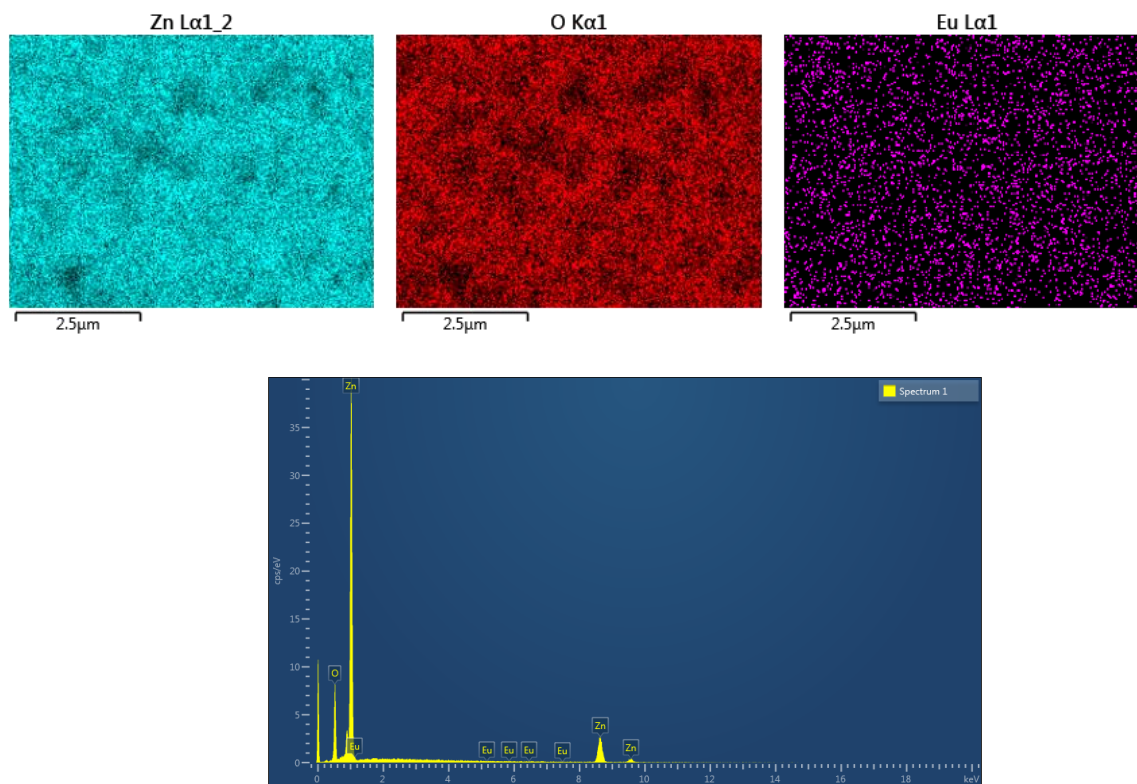 Zn Lα1_2
O Kα1
Eu Lα1
2.5µm
2.5µm
2.5µm
Zn
Spectrum 1
35
30
25
20
15
10
5
0
cps/eV
O
Eu
Eu
Eu
Eu
Eu
Zn
Zn
0
2
4
6
8
10
12
14
16
18
keV